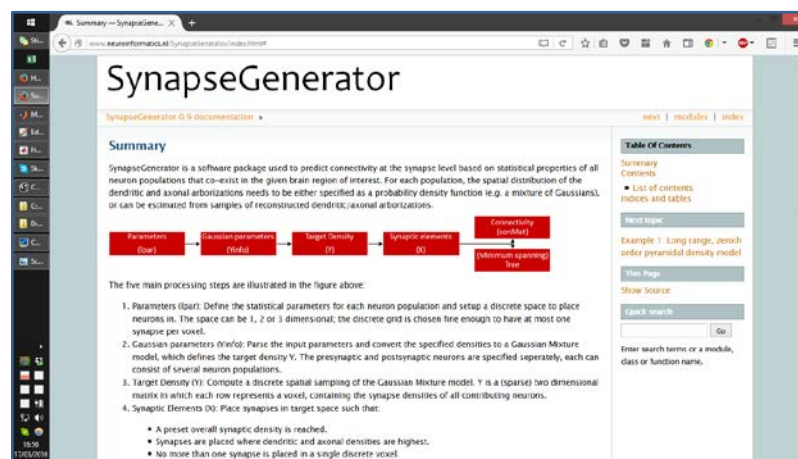 Summary — SynapseGene...
www.neuroinformatics.nl/SynapseGenerator/index.html#
SynapseGenerator
SynapseGenerator 0.9 documentation »
next | modules | index
Summary
SynapseGenerator is a software package used to predict connectivity at the synapse level based on statistical properties of all
neuron populations that co-exist in the given brain region of interest. For each population, the spatial distribution of the
dendritic and axonal arborizations needs to be either specified as a probability density function (e.g. a mixture of Gaussians),
or can be estimated from samples of reconstructed dendritic/axonal arborizations.
Parameters
(Ipar)
Gaussian parameters
(Yinfo)
Target Density
(Y)
Synaptic elements
(X)
Connectivity
(conMat)
(Minimum spanning)
Tree
The five main processing steps are illustrated in the figure above:
1. Parameters (Ipar): Define the statistical parameters for each neuron population and setup a discrete space to place
neurons in. The space can be 1, 2 or 3 dimensional; the discrete grid is chosen fine enough to have at most one
synapse per voxel.
2. Gaussian parameters (Yinfo): Parse the input parameters and convert the specified densities to a Gaussian Mixture
model, which defines the target density Y. The presynaptic and postsynaptic neurons are specified seperately, each can
consist of several neuron populations.
3. Target Density (Y): Compute a discrete spatial sampling of the Gaussian Mixture model. Y is a (sparse) two dimensional
matrix in which each row represents a voxel, containing the synapse densities of all contributing neurons.
4. Synaptic Elements (X): Place synapses in target space such that:
• A preset overall synaptic density is reached.
• Synapses are placed where dendritic and axonal densities are highest.
• No more than one synapse is placed in a single discrete voxel.
Table Of Contents
Summary
Contents
• List of contents
Indices and tables
Next topic
Example 1: Long range, zeroth
order pyramidal density model
This Page
Show Source
Quick search
Go
Enter search terms or a module,
class or function name.
15:56
17/03/2016